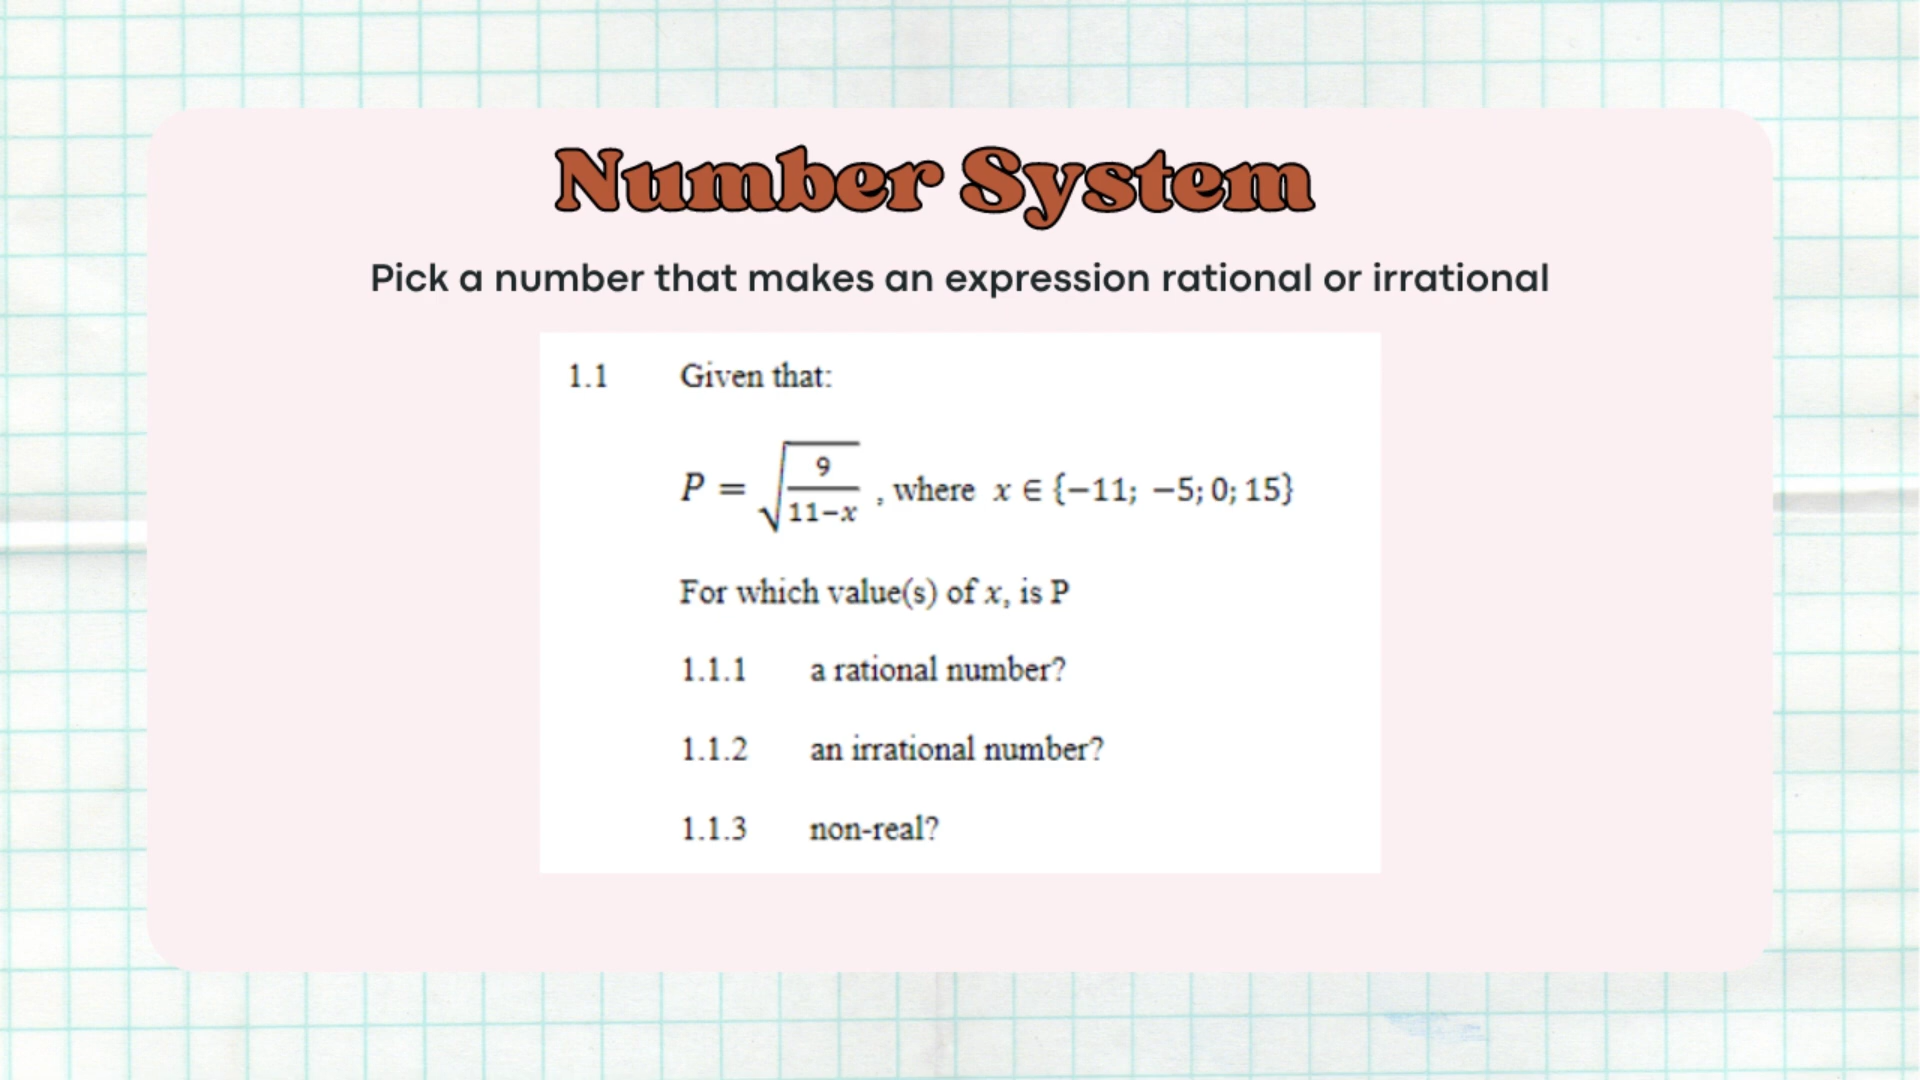 Number System
Pick a number that makes an expression rational or irrational
1.1 Given that:
P = √(9/(11−x)) , where x ∈ {−11; −5; 0; 15}
For which value(s) of x, is P
1.1.1 a rational number?
1.1.2 an irrational number?
1.1.3 non-real?